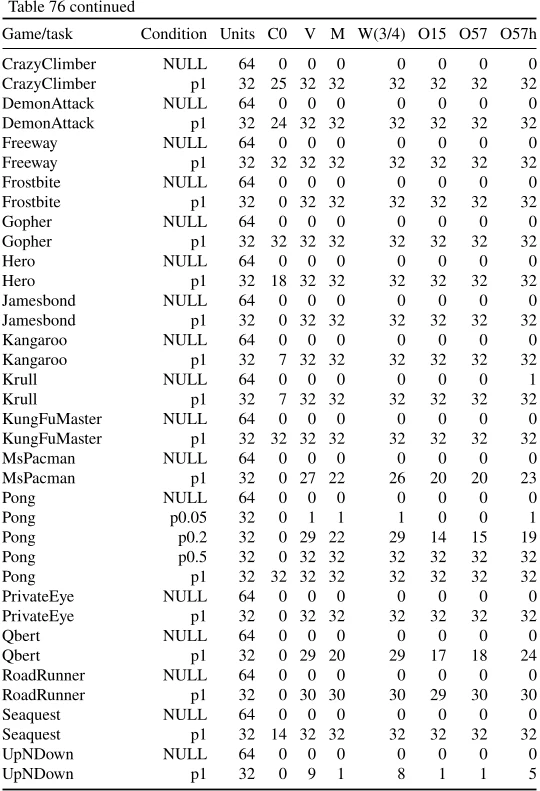 Table 76 continued
Game/task Condition Units C0 V M W(3/4) O15 O57 O57h
CrazyClimber NULL 64 0 0 0 0 0 0 0
CrazyClimber p1 32 25 32 32 32 32 32 32
DemonAttack NULL 64 0 0 0 0 0 0 0
DemonAttack p1 32 24 32 32 32 32 32 32
Freeway NULL 64 0 0 0 0 0 0 0
Freeway p1 32 32 32 32 32 32 32 32
Frostbite NULL 64 0 0 0 0 0 0 0
Frostbite p1 32 0 32 32 32 32 32 32
Gopher NULL 64 0 0 0 0 0 0 0
Gopher p1 32 32 32 32 32 32 32 32
Hero NULL 64 0 0 0 0 0 0 0
Hero p1 32 18 32 32 32 32 32 32
Jamesbond NULL 64 0 0 0 0 0 0 0
Jamesbond p1 32 0 32 32 32 32 32 32
Kangaroo NULL 64 0 0 0 0 0 0 0
Kangaroo p1 32 7 32 32 32 32 32 32
Krull NULL 64 0 0 0 0 0 0 1
Krull p1 32 7 32 32 32 32 32 32
KungFuMaster NULL 64 0 0 0 0 0 0 0
KungFuMaster p1 32 32 32 32 32 32 32 32
MsPacman NULL 64 0 0 0 0 0 0 0
MsPacman p1 32 0 27 22 26 20 20 23
Pong NULL 64 0 0 0 0 0 0 0
Pong p0.05 32 0 1 1 1 0 0 1
Pong p0.2 32 0 29 22 29 14 15 19
Pong p0.5 32 0 32 32 32 32 32 32
Pong p1 32 32 32 32 32 32 32 32
PrivateEye NULL 64 0 0 0 0 0 0 0
PrivateEye p1 32 0 32 32 32 32 32 32
Qbert NULL 64 0 0 0 0 0 0 0
Qbert p1 32 0 29 20 29 17 18 24
RoadRunner NULL 64 0 0 0 0 0 0 0
RoadRunner p1 32 0 30 30 30 29 30 30
Seaquest NULL 64 0 0 0 0 0 0 0
Seaquest p1 32 14 32 32 32 32 32 32
UpNDown NULL 64 0 0 0 0 0 0 0
UpNDown p1 32 0 9 1 8 1 1 5